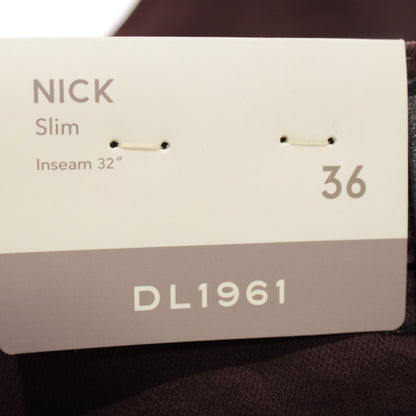 NICK
Slim
Inseam 32"
36
DL1961